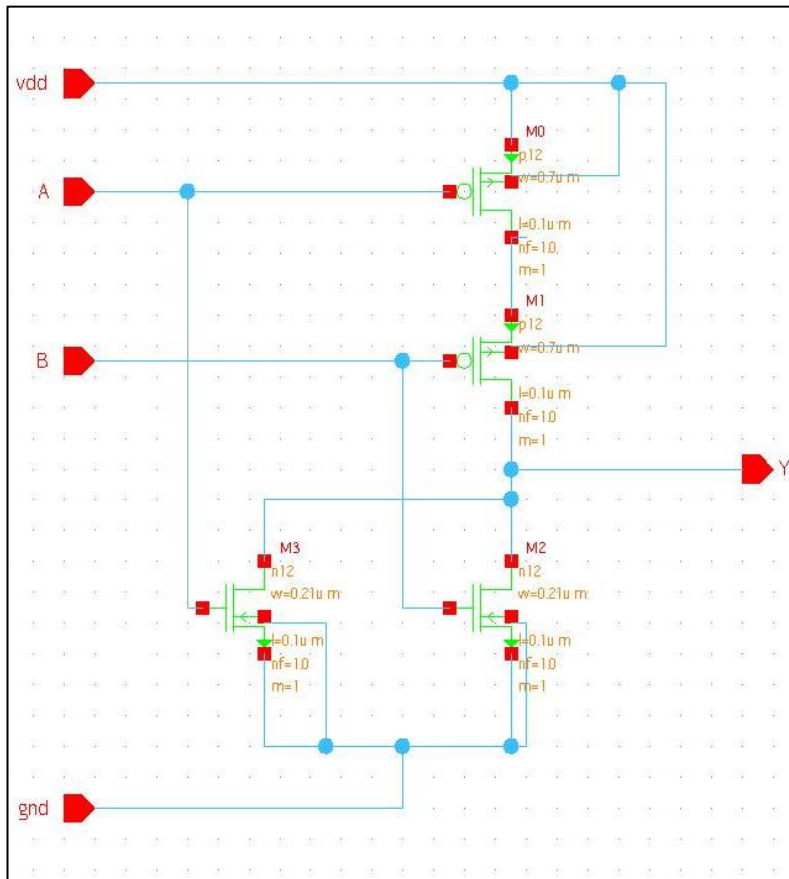 vdd
M0
p12
w=0.7u m
A
l=0.1u m
nf=1.0
m=1
M1
p12
w=0.7u m
B
l=0.1u m
nf=1.0
m=1
Y
M3
n12
w=0.21u m
l=0.1u m
nf=1.0
m=1
M2
n12
w=0.21u m
l=0.1u m
nf=1.0
m=1
gnd